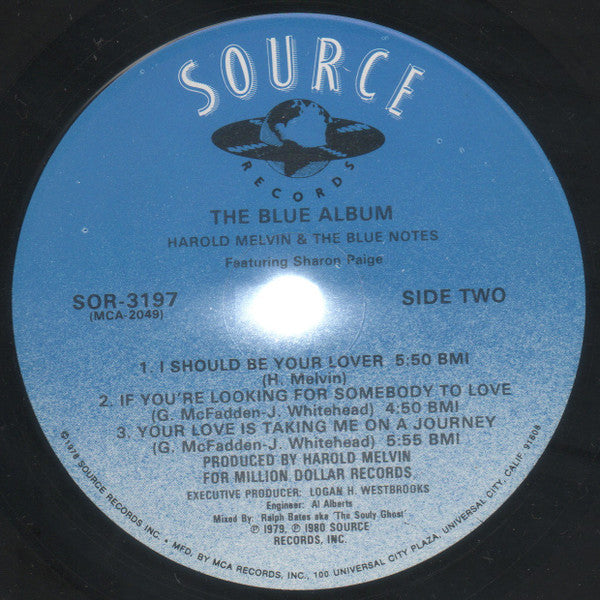 SOURCE
RECORDS
THE BLUE ALBUM
HAROLD MELVIN & THE BLUE NOTES
Featuring Sharon Paige
SOR-3197
(MCA-2049)
SIDE TWO
1. I SHOULD BE YOUR LOVER 5:50 BMI
(H. Melvin)
2. IF YOU'RE LOOKING FOR SOMEBODY TO LOVE
(G. McFadden-J. Whitehead) 4:50 BMI
3. YOUR LOVE IS TAKING ME ON A JOURNEY
(G. McFadden-J. Whitehead) 5:55 BMI
PRODUCED BY HAROLD MELVIN
FOR MILLION DOLLAR RECORDS
EXECUTIVE PRODUCER: LOGAN H. WESTBROOKS
Engineer: Al Alberts
Mixed By: Ralph Bates aka 'The Souly Ghost'
℗ 1979, ℗ 1980 SOURCE
RECORDS, INC.
©1978 SOURCE RECORDS INC. • MFD. BY MCA RECORDS, INC., 100 UNIVERSAL CITY PLAZA, UNIVERSAL CITY, CALIF. 91608